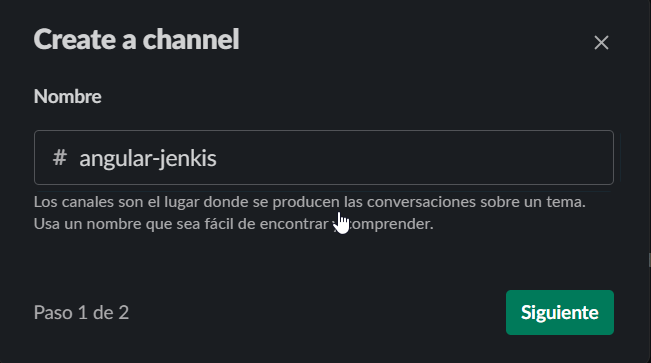 Create a channel
Nombre
# angular-jenkis
Los canales son el lugar donde se producen las conversaciones sobre un tema.
Usa un nombre que sea fácil de encontrar y comprender.
Paso 1 de 2
Siguiente